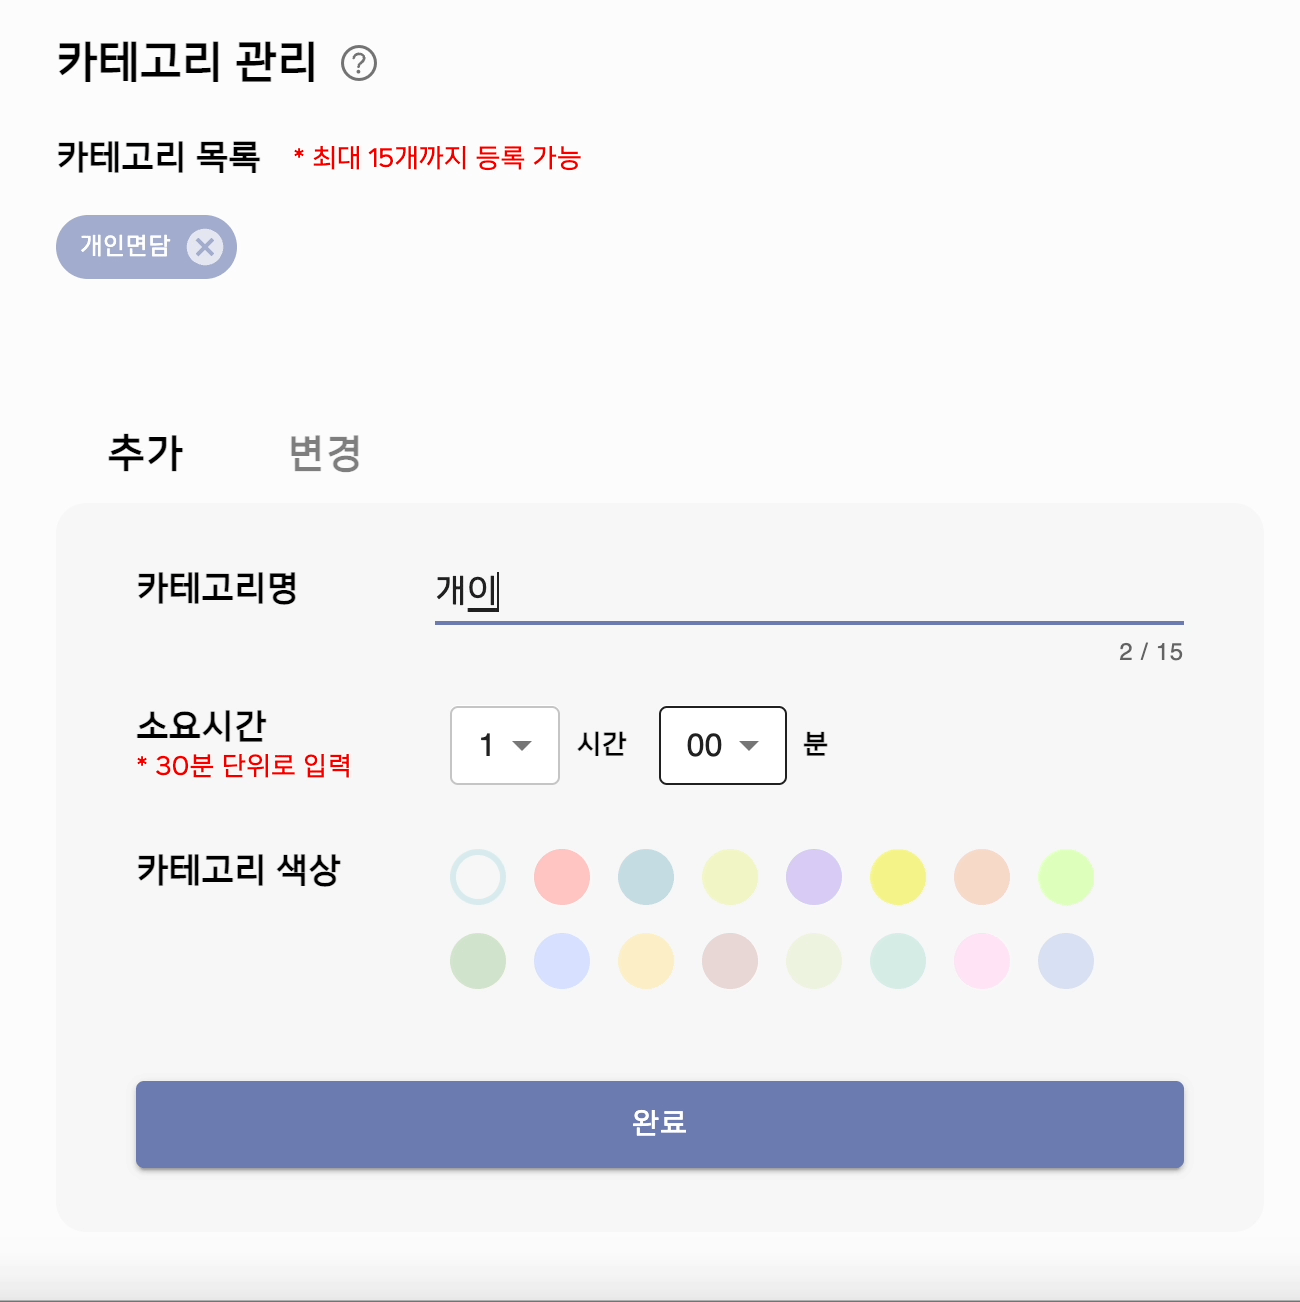 카테고리 관리 ?
카테고리 목록 * 최대 15개까지 등록 가능
개인면담
추가 변경
카테고리명 개이
2 / 15
소요시간 1 시간 00 분
* 30분 단위로 입력
카테고리 색상
완료